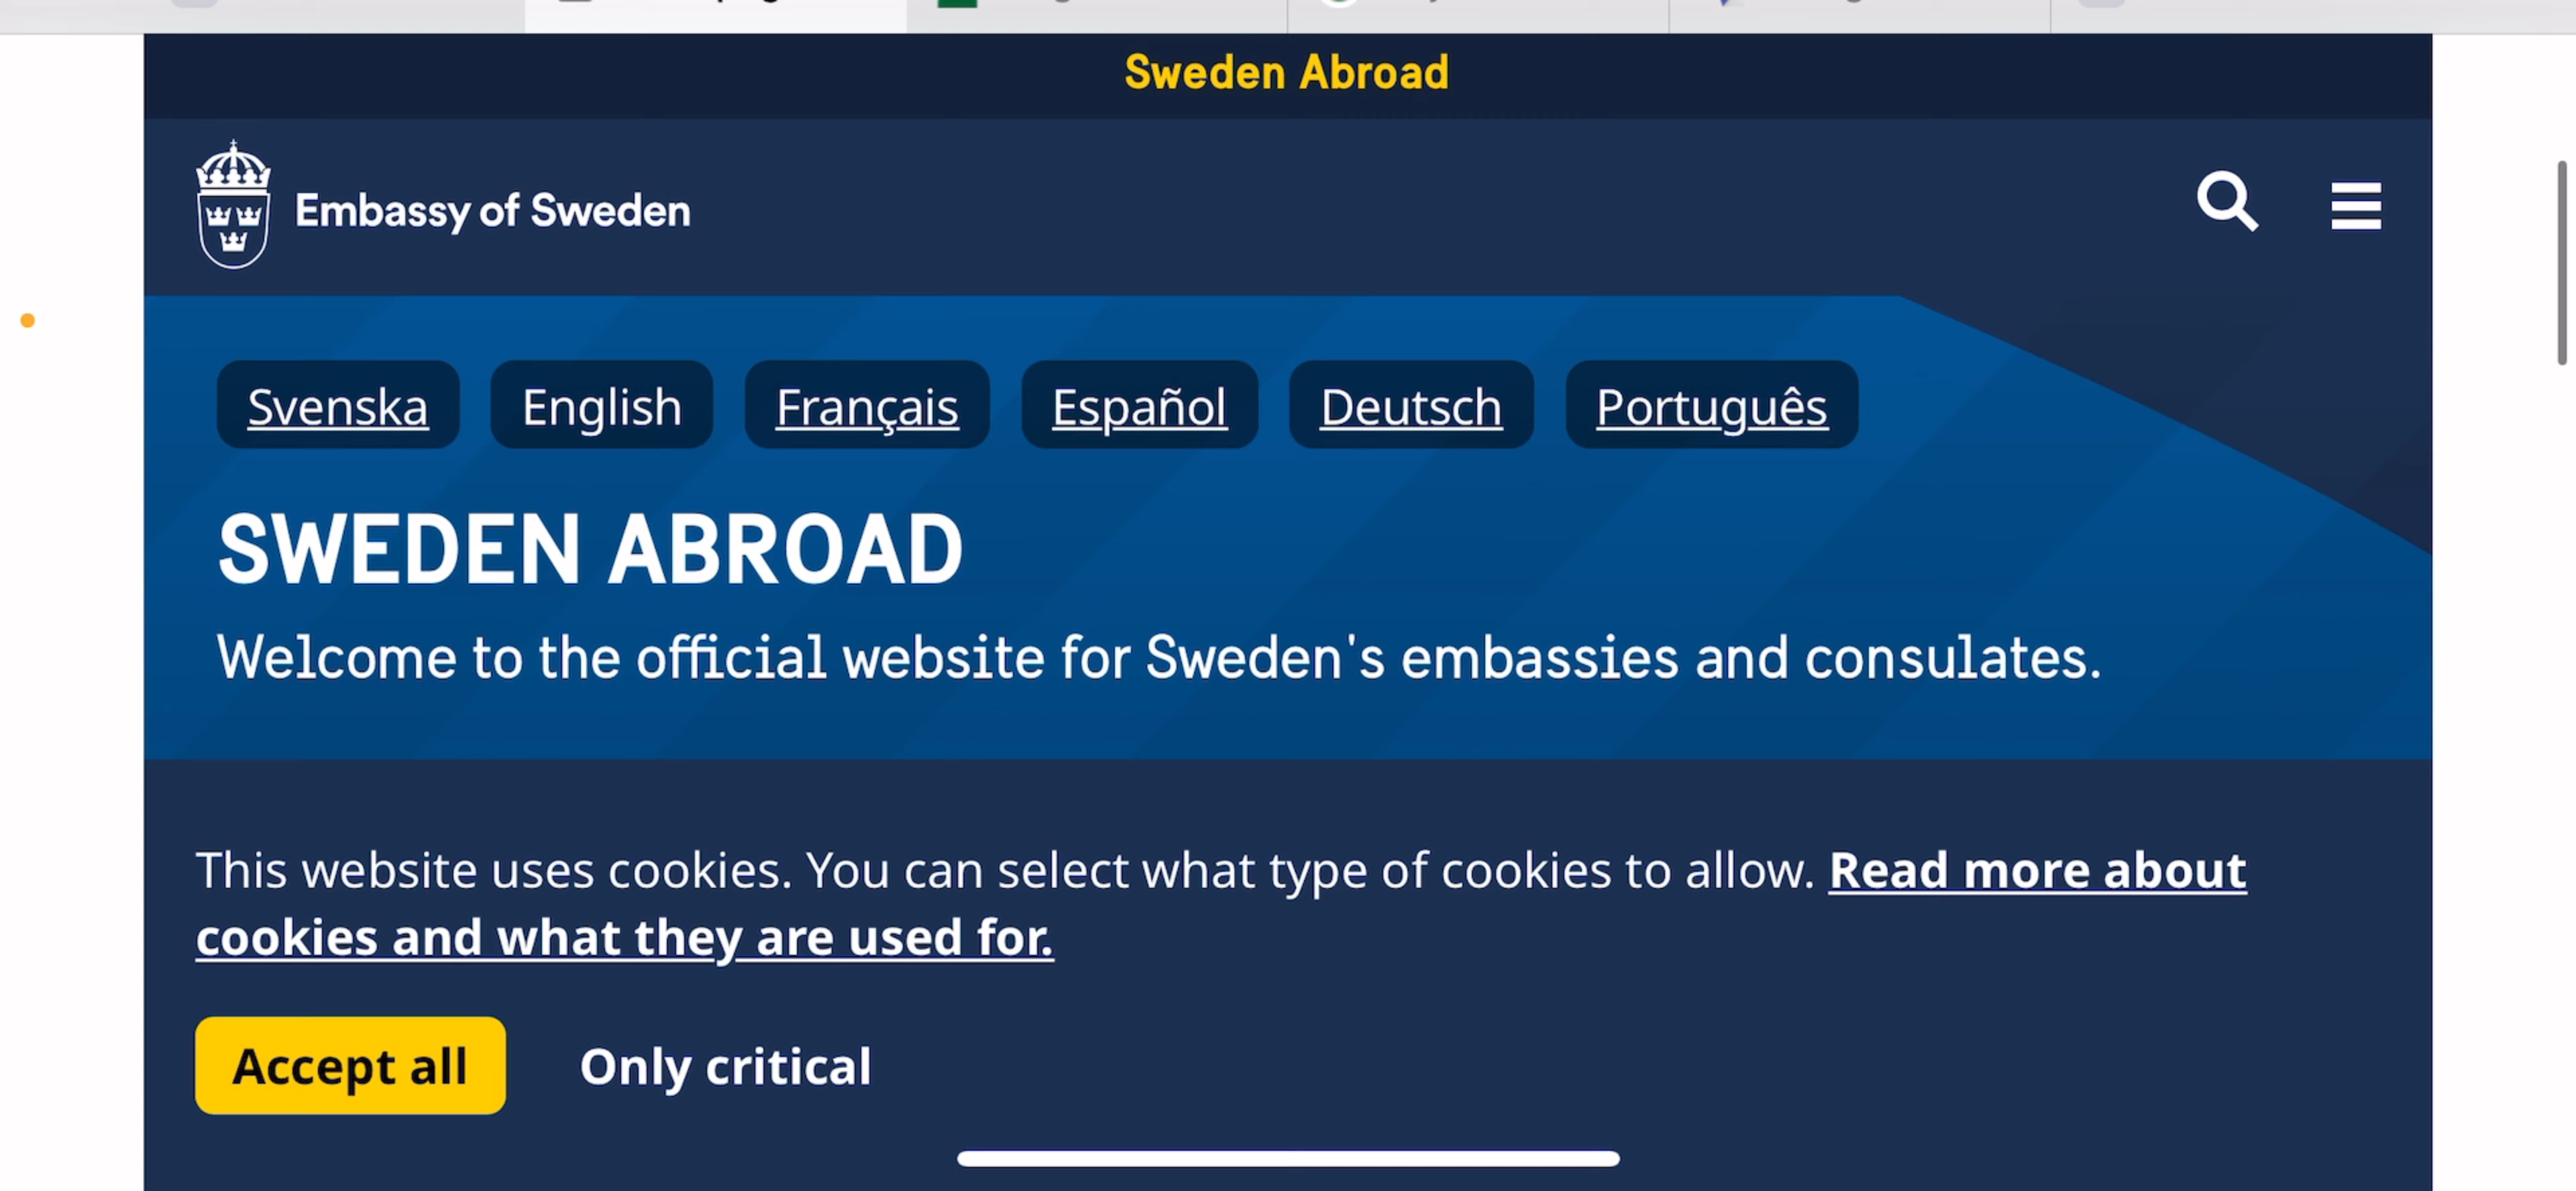 Sweden Abroad
Embassy of Sweden
Svenska English Français Español Deutsch Português
SWEDEN ABROAD
Welcome to the official website for Sweden's embassies and consulates.
This website uses cookies. You can select what type of cookies to allow. Read more about
cookies and what they are used for.
Accept all Only critical